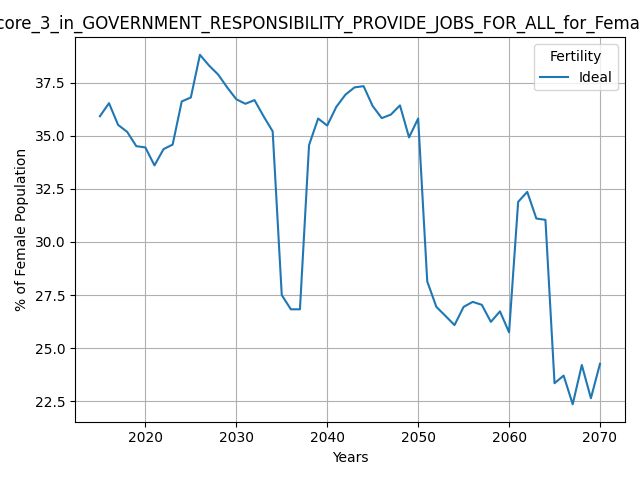 core_3_in_GOVERNMENT_RESPONSIBILITY_PROVIDE_JOBS_FOR_ALL_for_Fema
Fertility
Ideal
37.5
35.0
32.5
30.0
27.5
25.0
22.5
% of Female Population
2020 2030 2040 2050 2060 2070
Years